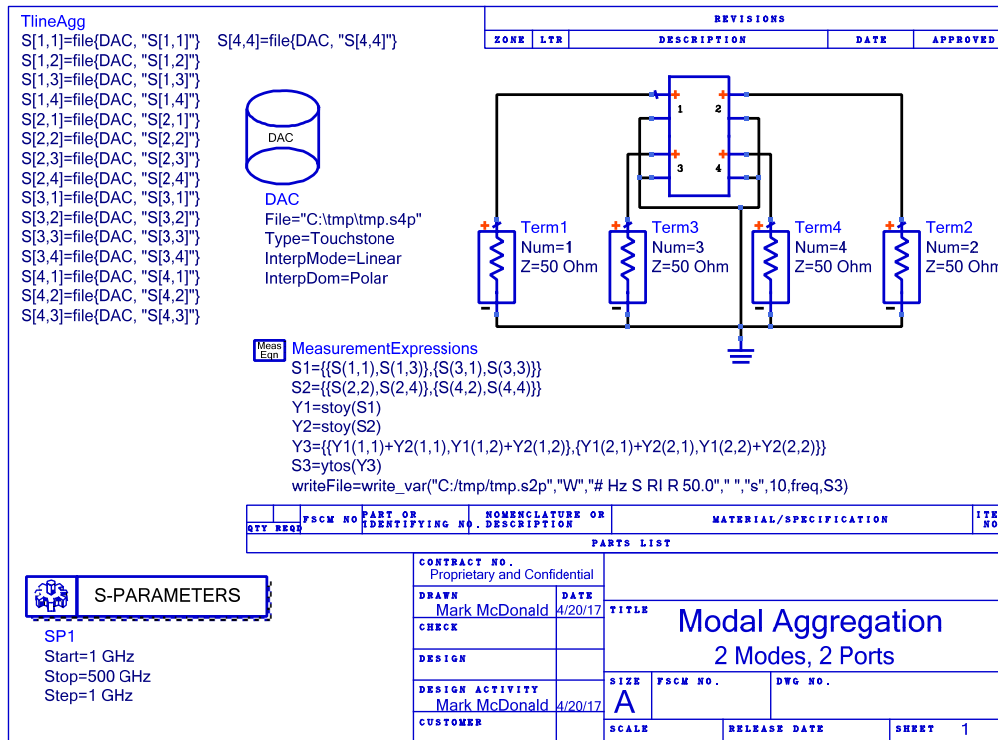 TlineAgg
S[1,1]=file{DAC, "S[1,1]"} S[4,4]=file{DAC, "S[4,4]"}
S[1,2]=file{DAC, "S[1,2]"}
S[1,3]=file{DAC, "S[1,3]"}
S[1,4]=file{DAC, "S[1,4]"}
S[2,1]=file{DAC, "S[2,1]"}
S[2,2]=file{DAC, "S[2,2]"}
S[2,3]=file{DAC, "S[2,3]"}
S[2,4]=file{DAC, "S[2,4]"}
S[3,1]=file{DAC, "S[3,1]"}
S[3,2]=file{DAC, "S[3,2]"}
S[3,3]=file{DAC, "S[3,3]"}
S[3,4]=file{DAC, "S[3,4]"}
S[4,1]=file{DAC, "S[4,1]"}
S[4,2]=file{DAC, "S[4,2]"}
S[4,3]=file{DAC, "S[4,3]"}
REVISIONS
ZONE LTR DESCRIPTION DATE APPROVED
DAC
DAC
File="C:\tmp\tmp.s4p"
Type=Touchstone
InterpMode=Linear
InterpDom=Polar
1 2
3 4
Term1
Num=1
Z=50 Ohm
Term3
Num=3
Z=50 Ohm
Term4
Num=4
Z=50 Ohm
Term2
Num=2
Z=50 Ohm
Meas
Eqn
MeasurementExpressions
S1={{S(1,1),S(1,3)},{S(3,1),S(3,3)}}
S2={{S(2,2),S(2,4)},{S(4,2),S(4,4)}}
Y1=stoy(S1)
Y2=stoy(S2)
Y3={{Y1(1,1)+Y2(1,1),Y1(1,2)+Y2(1,2)},{Y1(2,1)+Y2(2,1),Y1(2,2)+Y2(2,2)}}
S3=ytos(Y3)
writeFile=write_var("C:/tmp/tmp.s2p","W","# Hz S RI R 50.0"," ","s",10,freq,S3)
QTY REQD
FSCM NO
PART OR
IDENTIFYING NO.
NOMENCLATURE OR
DESCRIPTION
MATERIAL/SPECIFICATION
ITE
NO
PARTS LIST
S-PARAMETERS
SP1
Start=1 GHz
Stop=500 GHz
Step=1 GHz
CONTRACT NO.
Proprietary and Confidential
DRAWN DATE
Mark McDonald 4/20/17
CHECK
DESIGN
DESIGN ACTIVITY
Mark McDonald 4/20/17
CUSTOMER
TITLE
Modal Aggregation
2 Modes, 2 Ports
SIZE
A
FSCM NO.
DWG NO.
SCALE
RELEASE DATE
SHEET 1